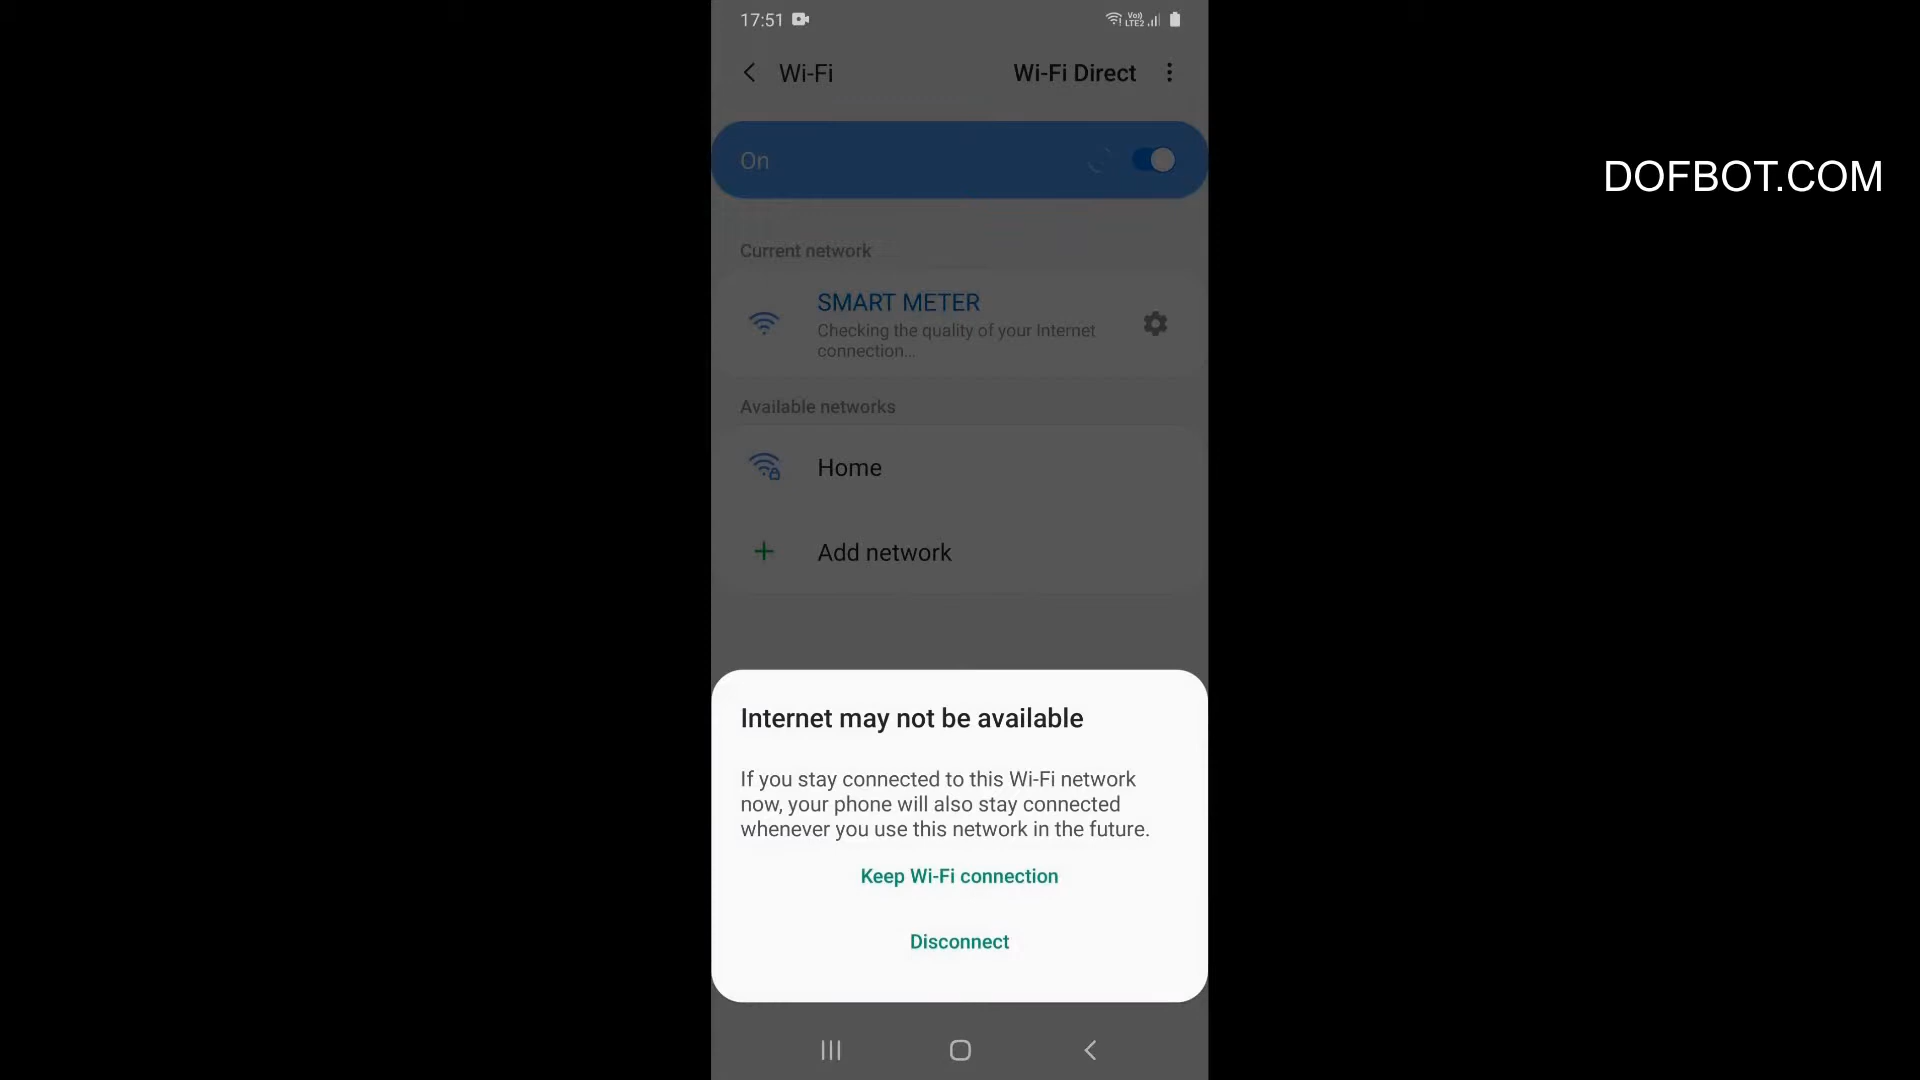 17:51
Vo) LTE2
Wi-Fi
Wi-Fi Direct
DOFBOT.COM
On
Current network
SMART METER
Checking the quality of your Internet
connection...
Available networks
Home
Add network
Internet may not be available
If you stay connected to this Wi-Fi network
now, your phone will also stay connected
whenever you use this network in the future.
Keep Wi-Fi connection
Disconnect